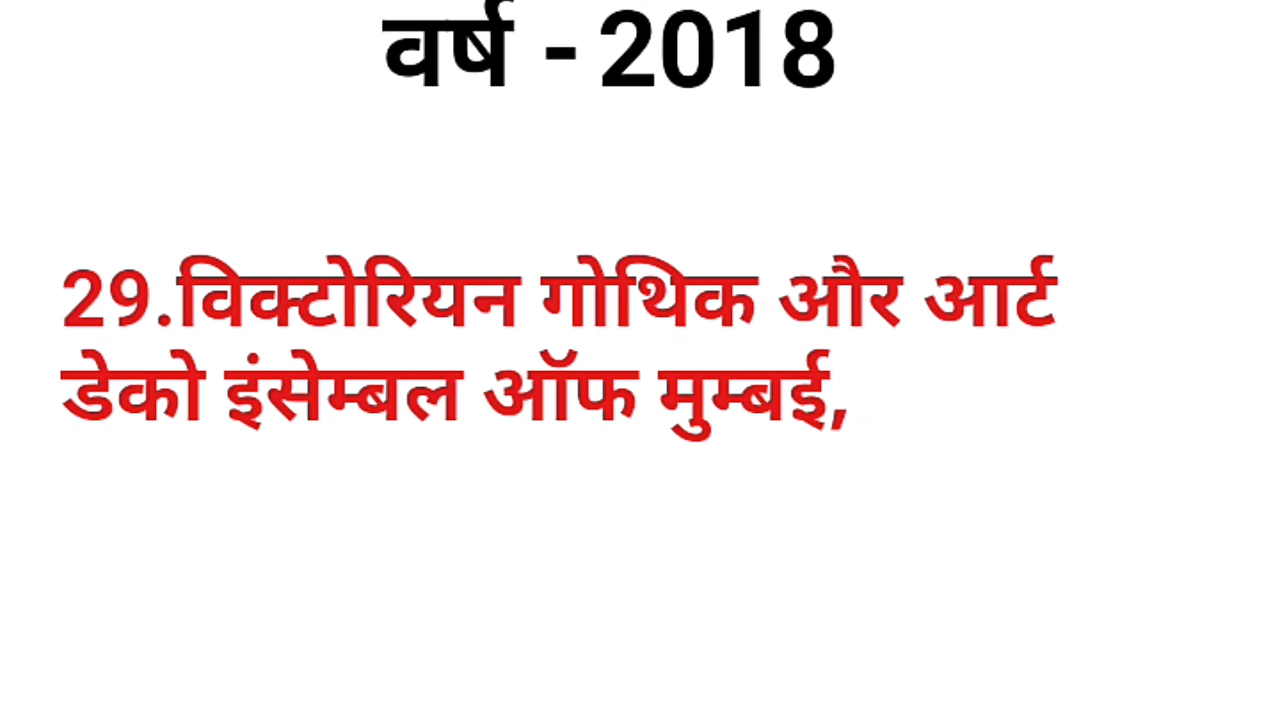 वर्ष - 2018
29.विक्टोरियन गोथिक और आर्ट
डेको इंसेम्बल ऑफ मुम्बई,